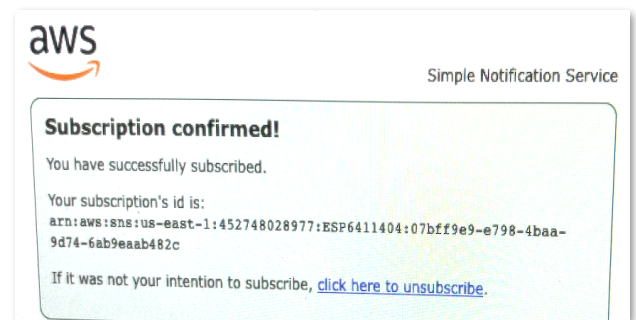 aws
Simple Notification Service
Subscription confirmed!
You have successfully subscribed.
Your subscription's id is:
arn:aws:sns:us-east-1:452748028977:ESP6411404:07bff9e9-e798-4baa-
9d74-6ab9eaab482c
If it was not your intention to subscribe, click here to unsubscribe.